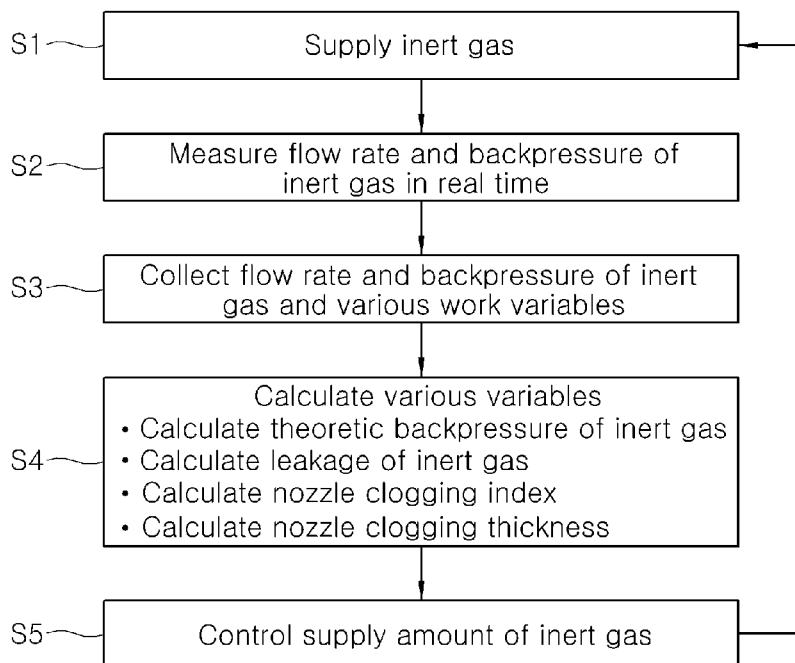 S1
Supply inert gas
S2
Measure flow rate and backpressure of
inert gas in real time
S3
Collect flow rate and backpressure of inert
gas and various work variables
S4
Calculate various variables
• Calculate theoretic backpressure of inert gas
• Calculate leakage of inert gas
• Calculate nozzle clogging index
• Calculate nozzle clogging thickness
S5
Control supply amount of inert gas